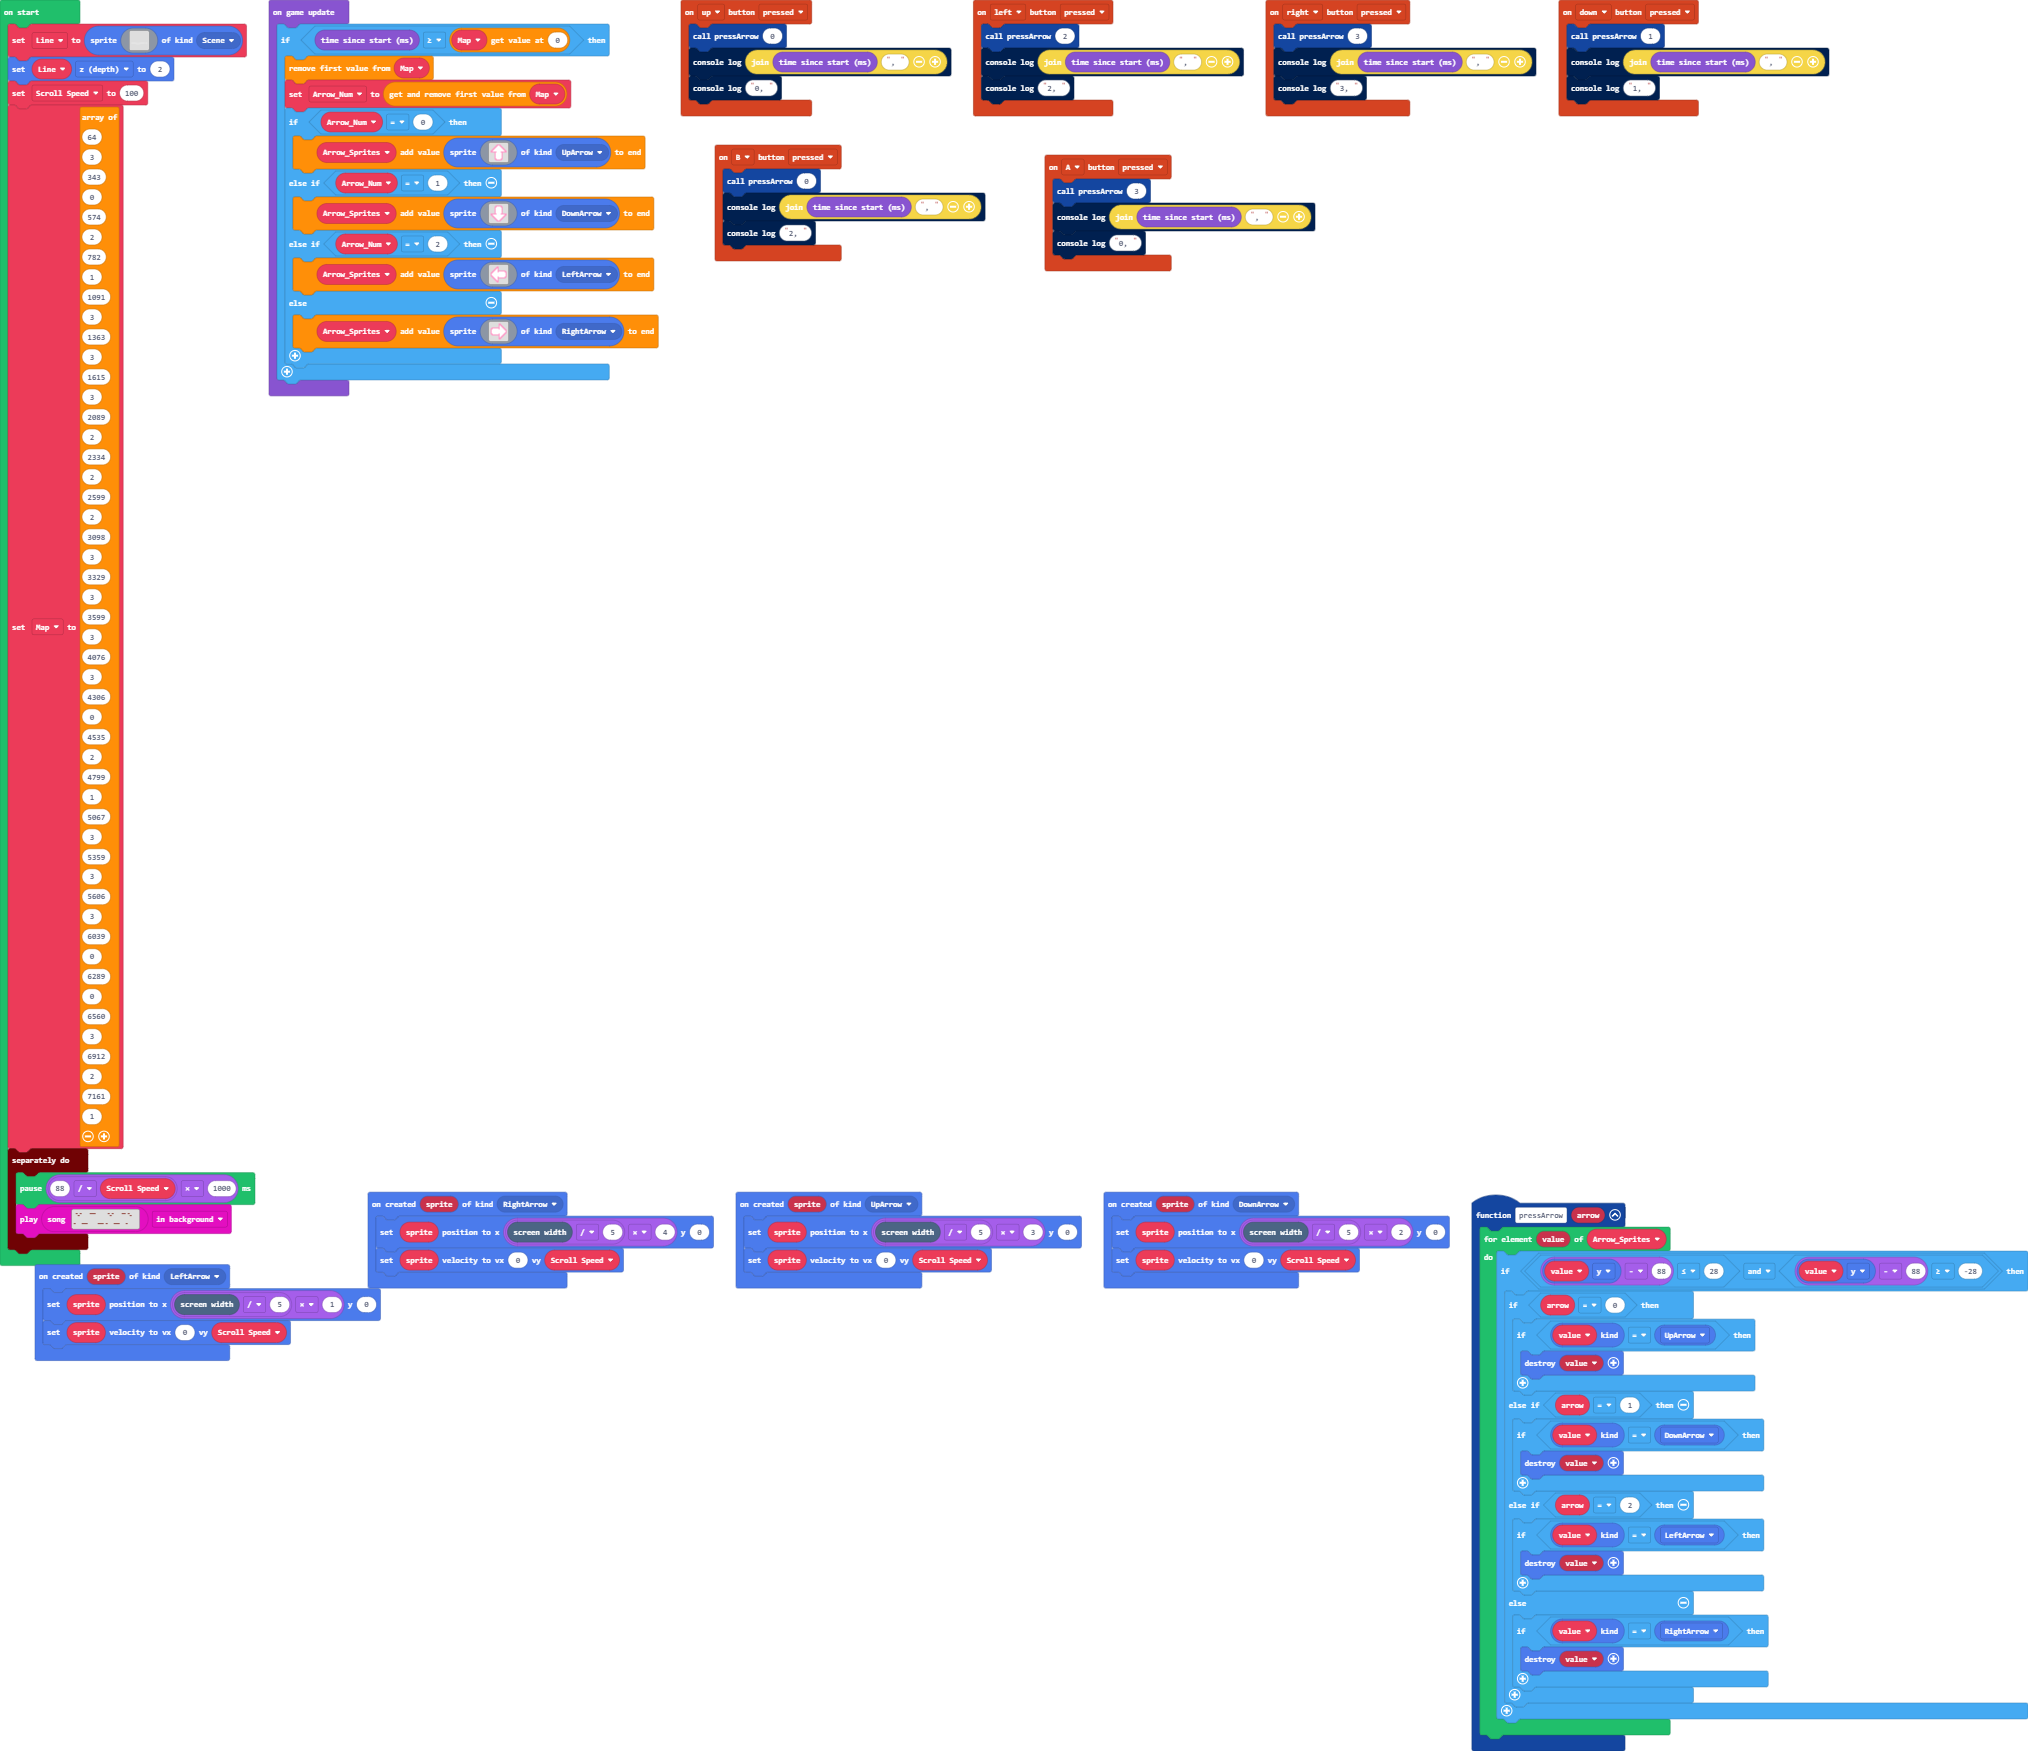 on start
set Line to sprite of kind Scene
set Line z (depth) to 2
set Scroll Speed to 100
set Map to
array of
64
3
343
0
574
2
782
1
1091
3
1363
3
1615
3
2089
2
2334
2
2599
2
3098
3
3329
3
3599
3
4076
3
4306
0
4535
2
4799
1
5067
3
5359
3
5606
3
6039
0
6289
0
6560
3
6912
2
7161
1
separately do
pause 88 / Scroll Speed × 1000 ms
play song in background
on game update
if time since start (ms) ≥ Map get value at 0 then
remove first value from Map
set Arrow_Num to get and remove first value from Map
if Arrow_Num = 0 then
Arrow_Sprites add value sprite of kind UpArrow to end
else if Arrow_Num = 1 then
Arrow_Sprites add value sprite of kind DownArrow to end
else if Arrow_Num = 2 then
Arrow_Sprites add value sprite of kind LeftArrow to end
else
Arrow_Sprites add value sprite of kind RightArrow to end
on up button pressed
call pressArrow 0
console log join time since start (ms) ","
console log "0, "
on left button pressed
call pressArrow 2
console log join time since start (ms) ","
console log "2, "
on right button pressed
call pressArrow 3
console log join time since start (ms) ","
console log "3, "
on down button pressed
call pressArrow 1
console log join time since start (ms) ","
console log "1, "
on B button pressed
call pressArrow 0
console log join time since start (ms) ","
console log "2, "
on A button pressed
call pressArrow 3
console log join time since start (ms) ","
console log "0, "
on created sprite of kind LeftArrow
set sprite position to x screen width / 5 × 1 y 0
set sprite velocity to vx 0 vy Scroll Speed
on created sprite of kind RightArrow
set sprite position to x screen width / 5 × 4 y 0
set sprite velocity to vx 0 vy Scroll Speed
on created sprite of kind UpArrow
set sprite position to x screen width / 5 × 3 y 0
set sprite velocity to vx 0 vy Scroll Speed
on created sprite of kind DownArrow
set sprite position to x screen width / 5 × 2 y 0
set sprite velocity to vx 0 vy Scroll Speed
function pressArrow arrow
for element value of Arrow_Sprites
do
if value y - 88 ≤ 28 and value y - 88 ≥ -28 then
if arrow = 0 then
if value kind = UpArrow then
destroy value
else if arrow = 1 then
if value kind = DownArrow then
destroy value
else if arrow = 2 then
if value kind = LeftArrow then
destroy value
else
if value kind = RightArrow then
destroy value